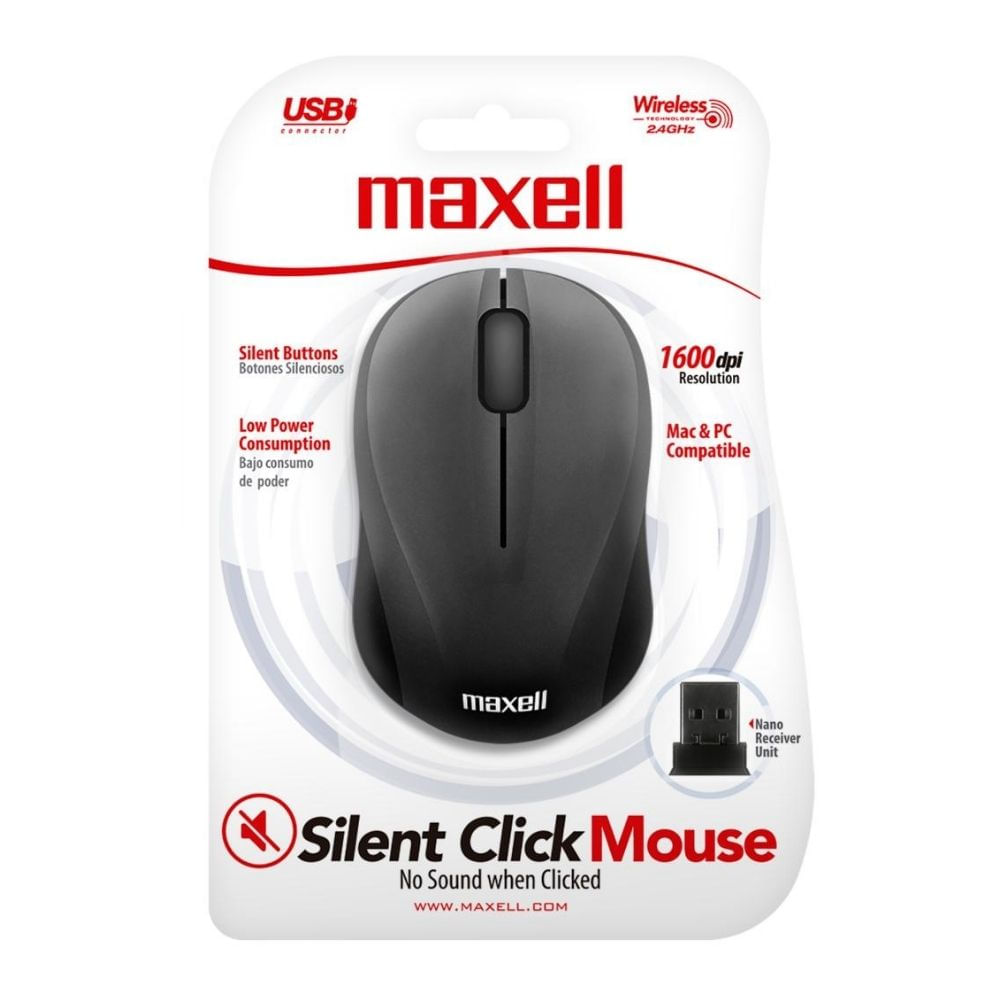 USB
connector
Wireless
TECHNOLOGY
2.4GHz
maxell
Silent Buttons
Botones Silenciosos
Low Power
Consumption
Bajo consumo
de poder
1600dpi
Resolution
Mac & PC
Compatible
maxell
Nano
Receiver
Unit
Silent Click Mouse
No Sound when Clicked
WWW.MAXELL.COM